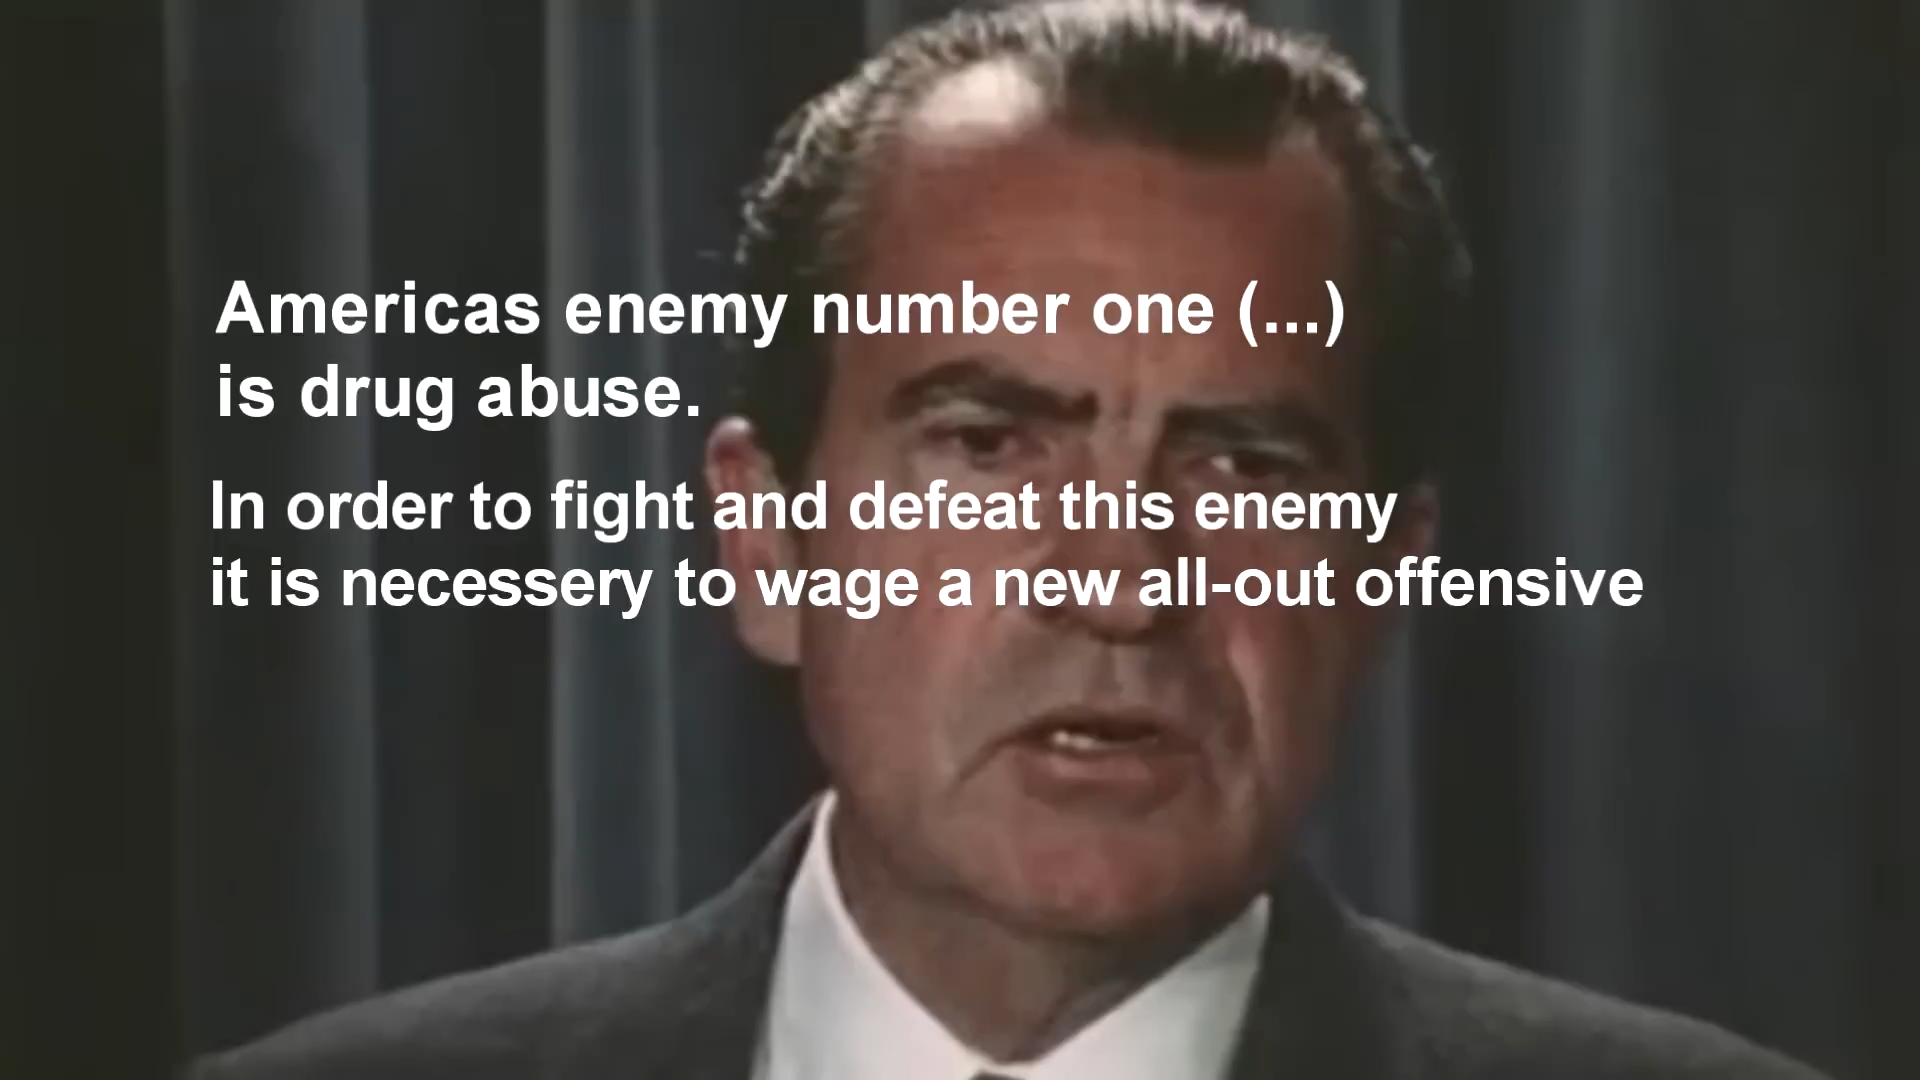 Americas enemy number one (...)
is drug abuse.
In order to fight and defeat this enemy
it is necessery to wage a new all-out offensive